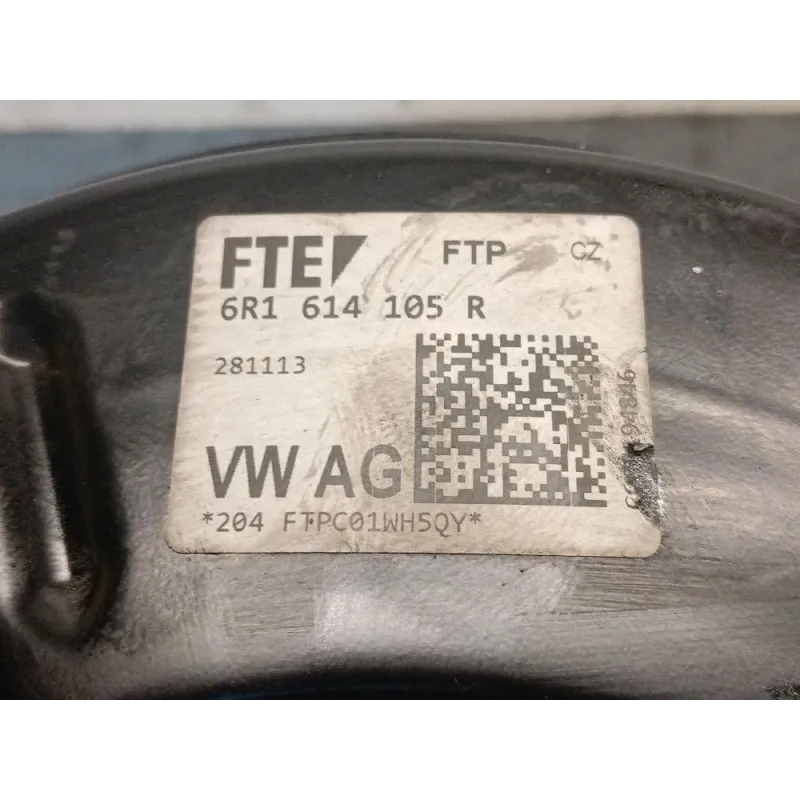 FTE FTP CZ
6R1 614 105 R
281113
VW AG
*204 FTPC01WH5QY*